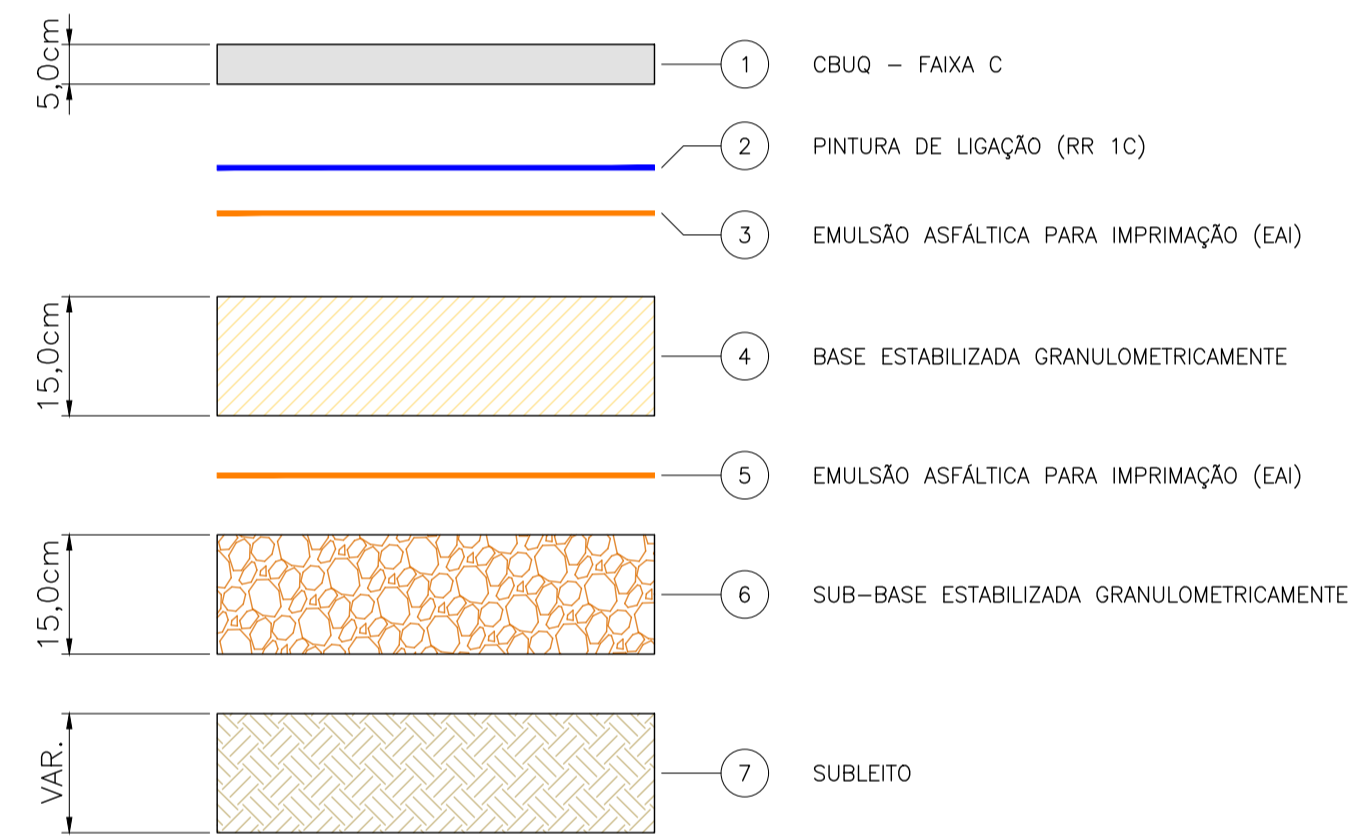 5,0cm
1 CBUQ – FAIXA C
2 PINTURA DE LIGAÇÃO (RR 1C)
3 EMULSÃO ASFÁLTICA PARA IMPRIMAÇÃO (EAI)
15,0cm
4 BASE ESTABILIZADA GRANULOMETRICAMENTE
5 EMULSÃO ASFÁLTICA PARA IMPRIMAÇÃO (EAI)
15,0cm
6 SUB–BASE ESTABILIZADA GRANULOMETRICAMENTE
VAR.
7 SUBLEITO